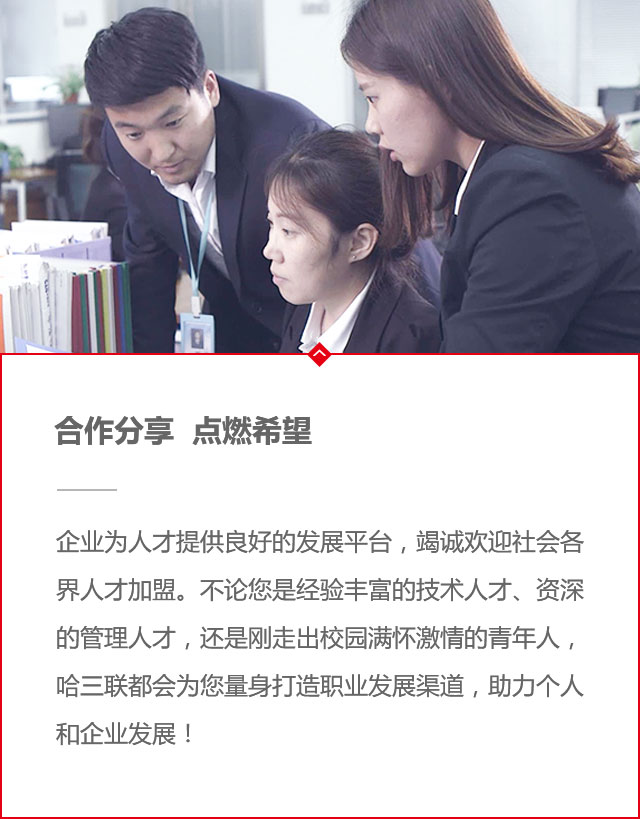 合作分享 点燃希望
企业为人才提供良好的发展平台，竭诚欢迎社会各
界人才加盟。不论您是经验丰富的技术人才、资深
的管理人才，还是刚走出校园满怀激情的青年人，
哈三联都会为您量身打造职业发展渠道，助力个人
和企业发展！